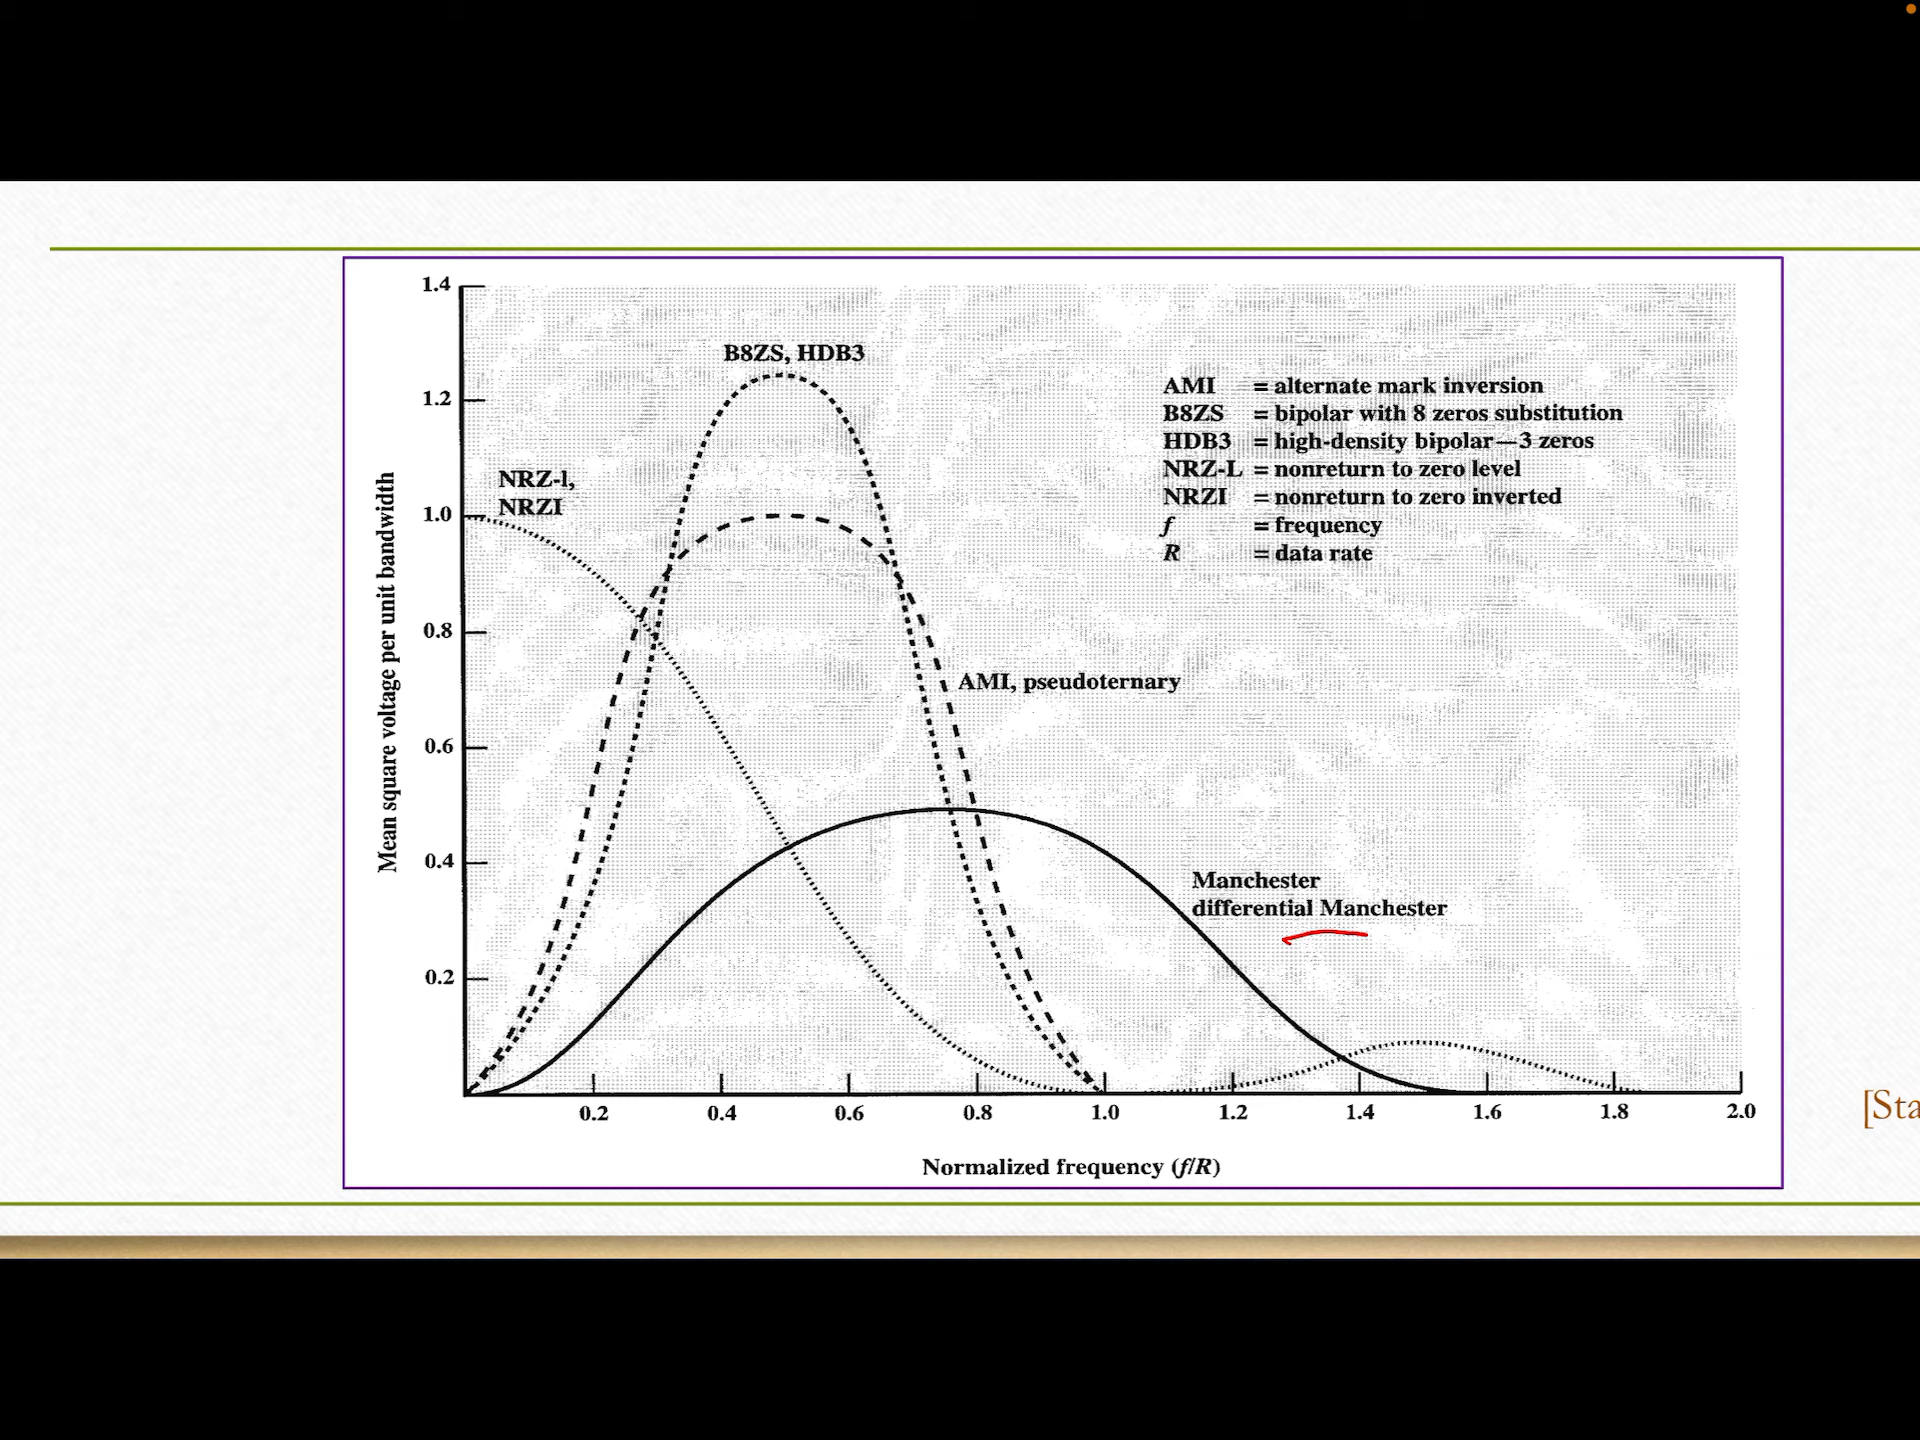 1.4
B8ZS, HDB3
AMI = alternate mark inversion
1.2
B8ZS = bipolar with 8 zeros substitution
HDB3 = high-density bipolar—3 zeros
NRZ-l,
NRZI
NRZ-L = nonreturn to zero level
NRZI = nonreturn to zero inverted
1.0
f = frequency
R = data rate
Mean square voltage per unit bandwidth
0.8
AMI, pseudoternary
0.6
0.4
Manchester
differential Manchester
0.2
0.2 0.4 0.6 0.8 1.0 1.2 1.4 1.6 1.8 2.0
[Sta
Normalized frequency (f/R)